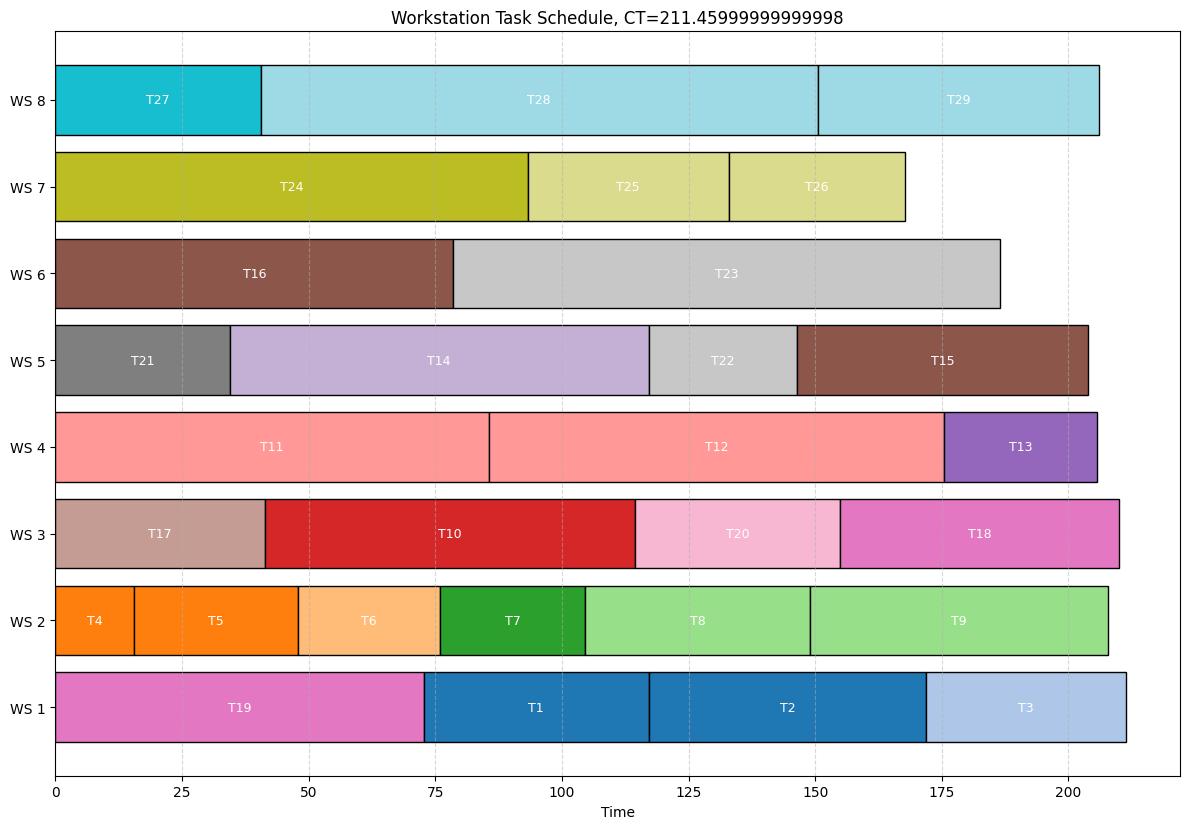 Workstation Task Schedule, CT=211.45999999999998
WS 8
T27
T28
T29
WS 7
T24
T25
T26
WS 6
T16
T23
WS 5
T21
T14
T22
T15
WS 4
T11
T12
T13
WS 3
T17
T10
T20
T18
WS 2
T4
T5
T6
T7
T8
T9
WS 1
T19
T1
T2
T3
0
25
50
75
100
125
150
175
200
Time